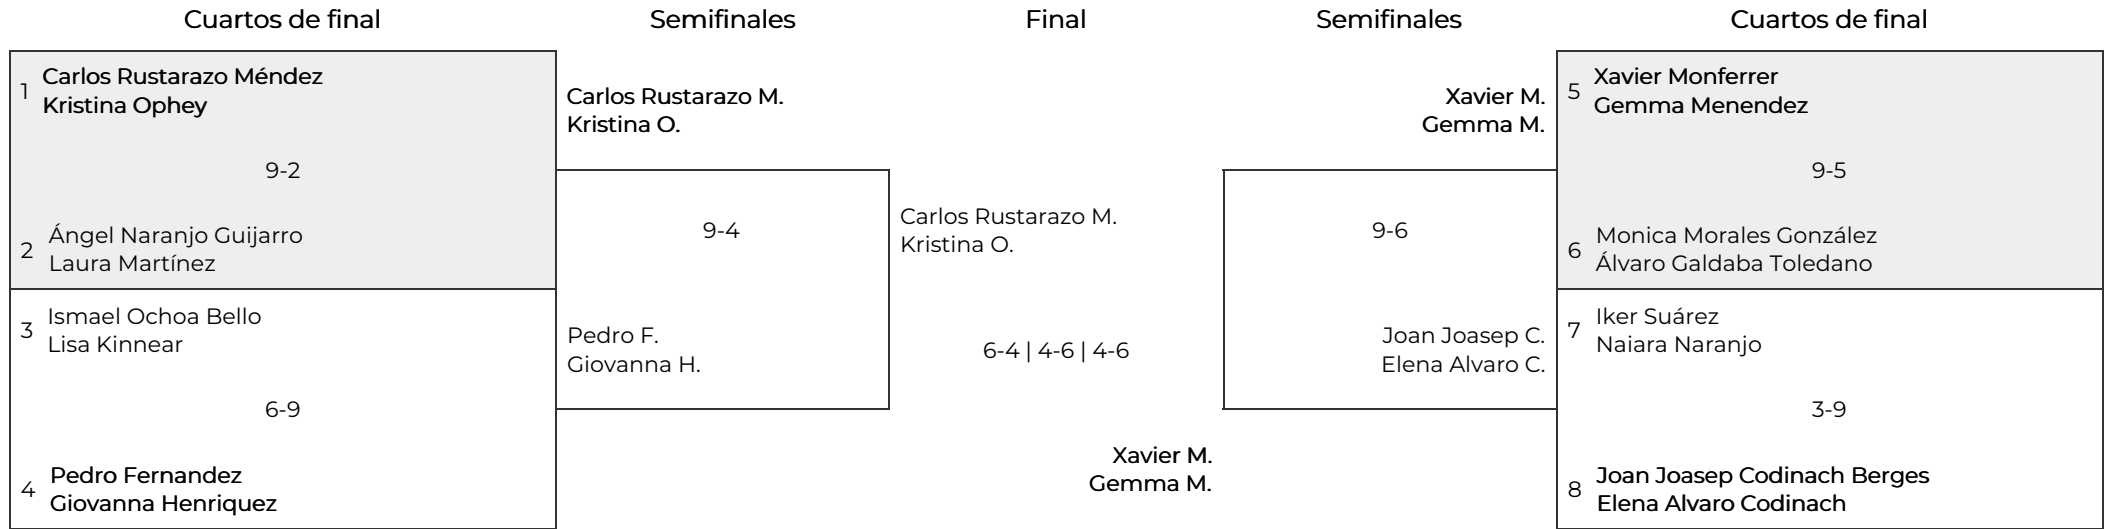 Cuartos de final
Semifinales
Final
Semifinales
Cuartos de final
1
Carlos Rustarazo Méndez
Kristina Ophey
9-2
2
Ángel Naranjo Guijarro
Laura Martínez
3
Ismael Ochoa Bello
Lisa Kinnear
6-9
4
Pedro Fernandez
Giovanna Henriquez
Carlos Rustarazo M.
Kristina O.
9-4
Pedro F.
Giovanna H.
Carlos Rustarazo M.
Kristina O.
6-4 | 4-6 | 4-6
Xavier M.
Gemma M.
Xavier M.
Gemma M.
9-6
Joan Joasep C.
Elena Alvaro C.
5
Xavier Monferrer
Gemma Menendez
9-5
6
Monica Morales González
Álvaro Galdaba Toledano
7
Iker Suárez
Naiara Naranjo
3-9
8
Joan Joasep Codinach Berges
Elena Alvaro Codinach